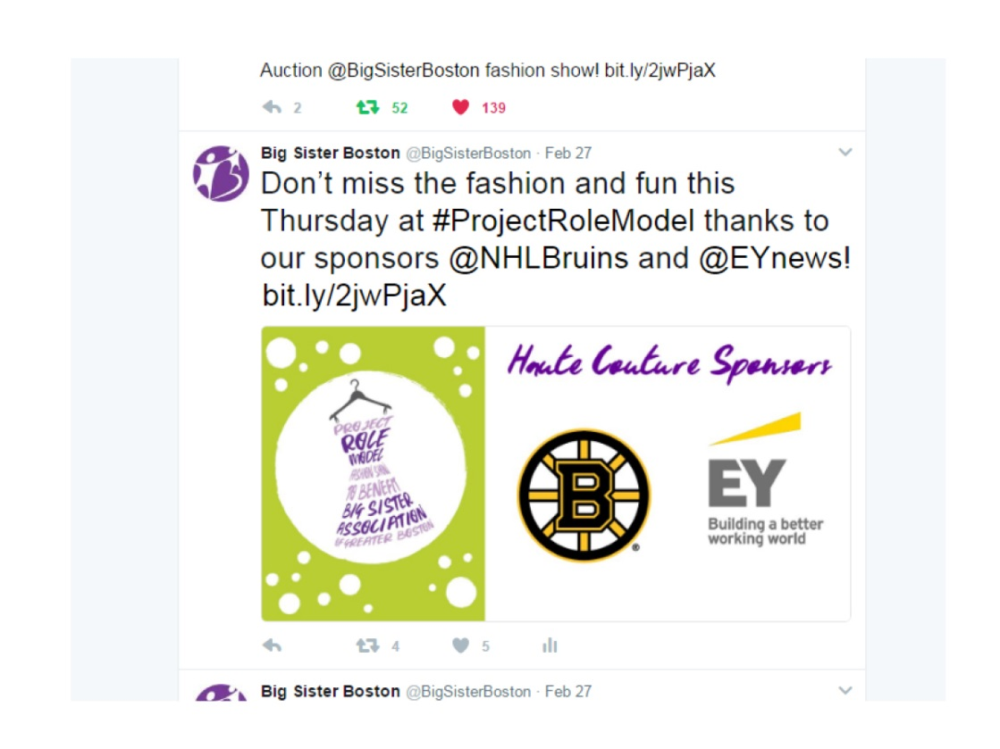 Auction @BigSisterBoston fashion show! bit.ly/2jwPjaX
2 52 139
Big Sister Boston @BigSisterBoston · Feb 27
Don't miss the fashion and fun this
Thursday at #ProjectRoleModel thanks to
our sponsors @NHLBruins and @EYnews!
bit.ly/2jwPjaX
PROJECT
ROLE
MODEL
FASHION SHOW
TO BENEFIT
BIG SISTER
ASSOCIATION
OF GREATER BOSTON
Haute Couture Sponsors
B
®
EY
Building a better
working world
4 5
Big Sister Boston @BigSisterBoston · Feb 27